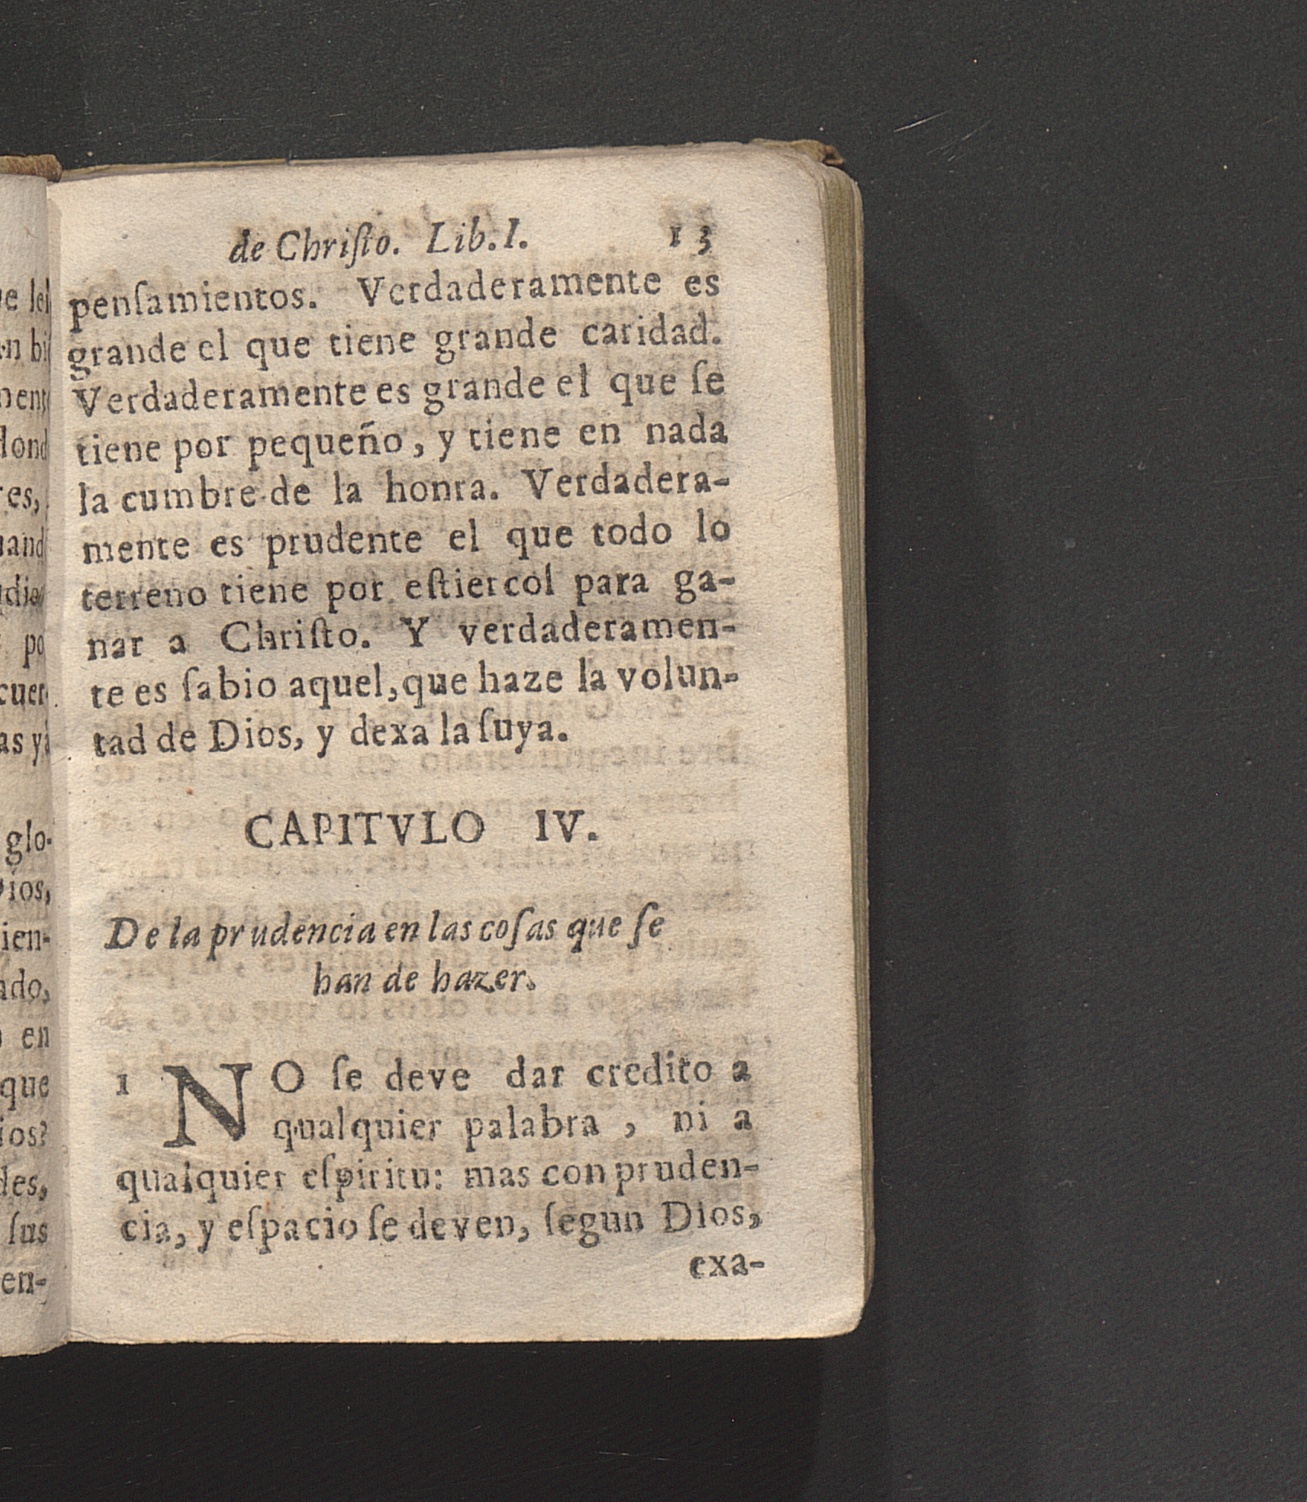 de Chriſto. Lib. I. 13
penſamientos. Verdaderamente es
grande el que tiene grande caridad.
Verdaderamente es grande el que ſe
tiene por pequeño, y tiene en nada
la cumbre de la honra. Verdadera-
mente es prudente el que todo lo
terreno tiene por eſtiercol para ga-
nar a Chriſto. Y verdaderamen-
te es ſabio aquel, que haze la volun-
tad de Dios, y dexa la ſuya.
CAPITVLO IV.
De la prudencia en las coſas que ſe
han de hazer.
1 NO ſe deve dar credito a
qualquier palabra, ni a
qualquier eſpiritu: mas con pruden-
cia, y eſpacio ſe deven, ſegun Dios,
exa-